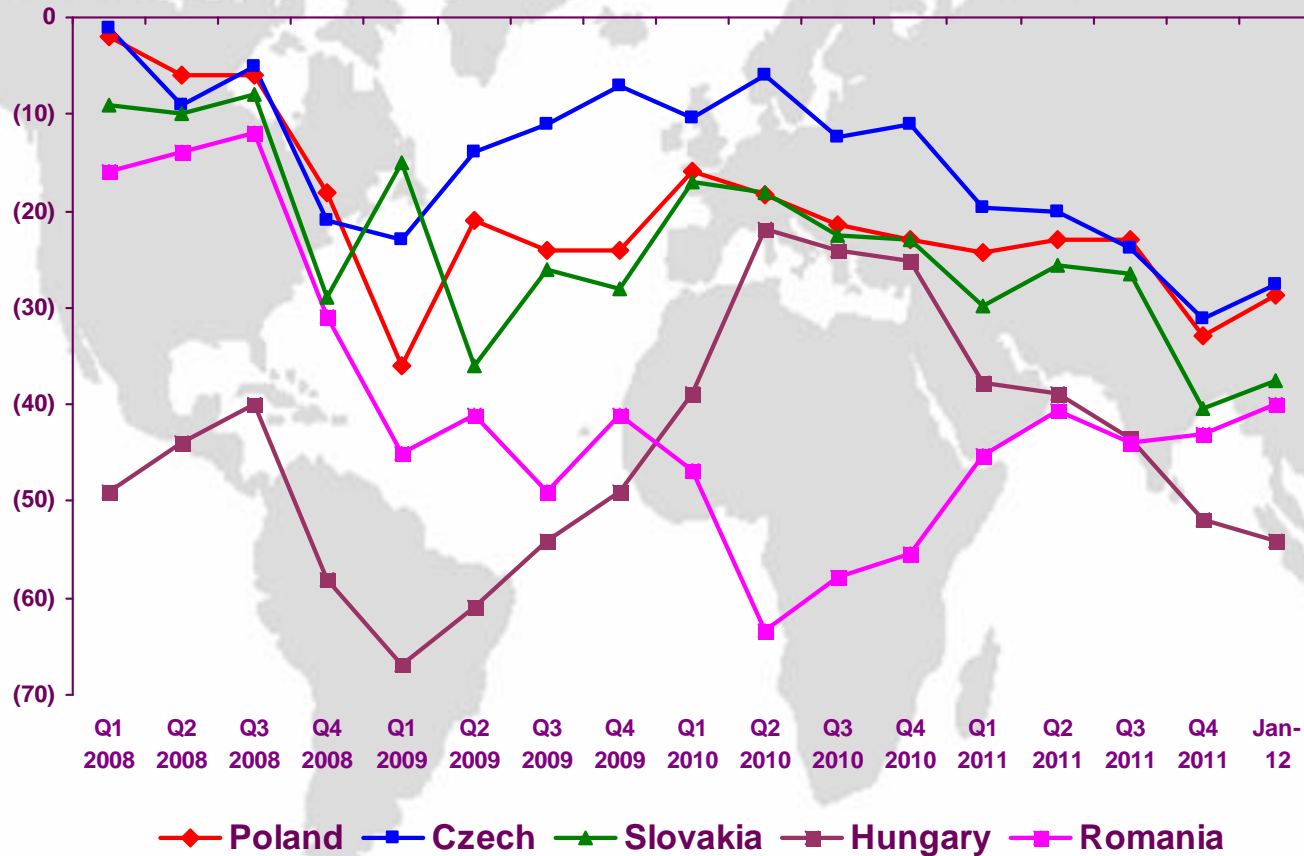 0
(10)
(20)
(30)
(40)
(50)
(60)
(70)
Q1 Q2 Q3 Q4 Q1 Q2 Q3 Q4 Q1 Q2 Q3 Q4 Q1 Q2 Q3 Q4 Jan-
2008 2008 2008 2008 2009 2009 2009 2009 2010 2010 2010 2010 2011 2011 2011 2011 12
Poland Czech Slovakia Hungary Romania